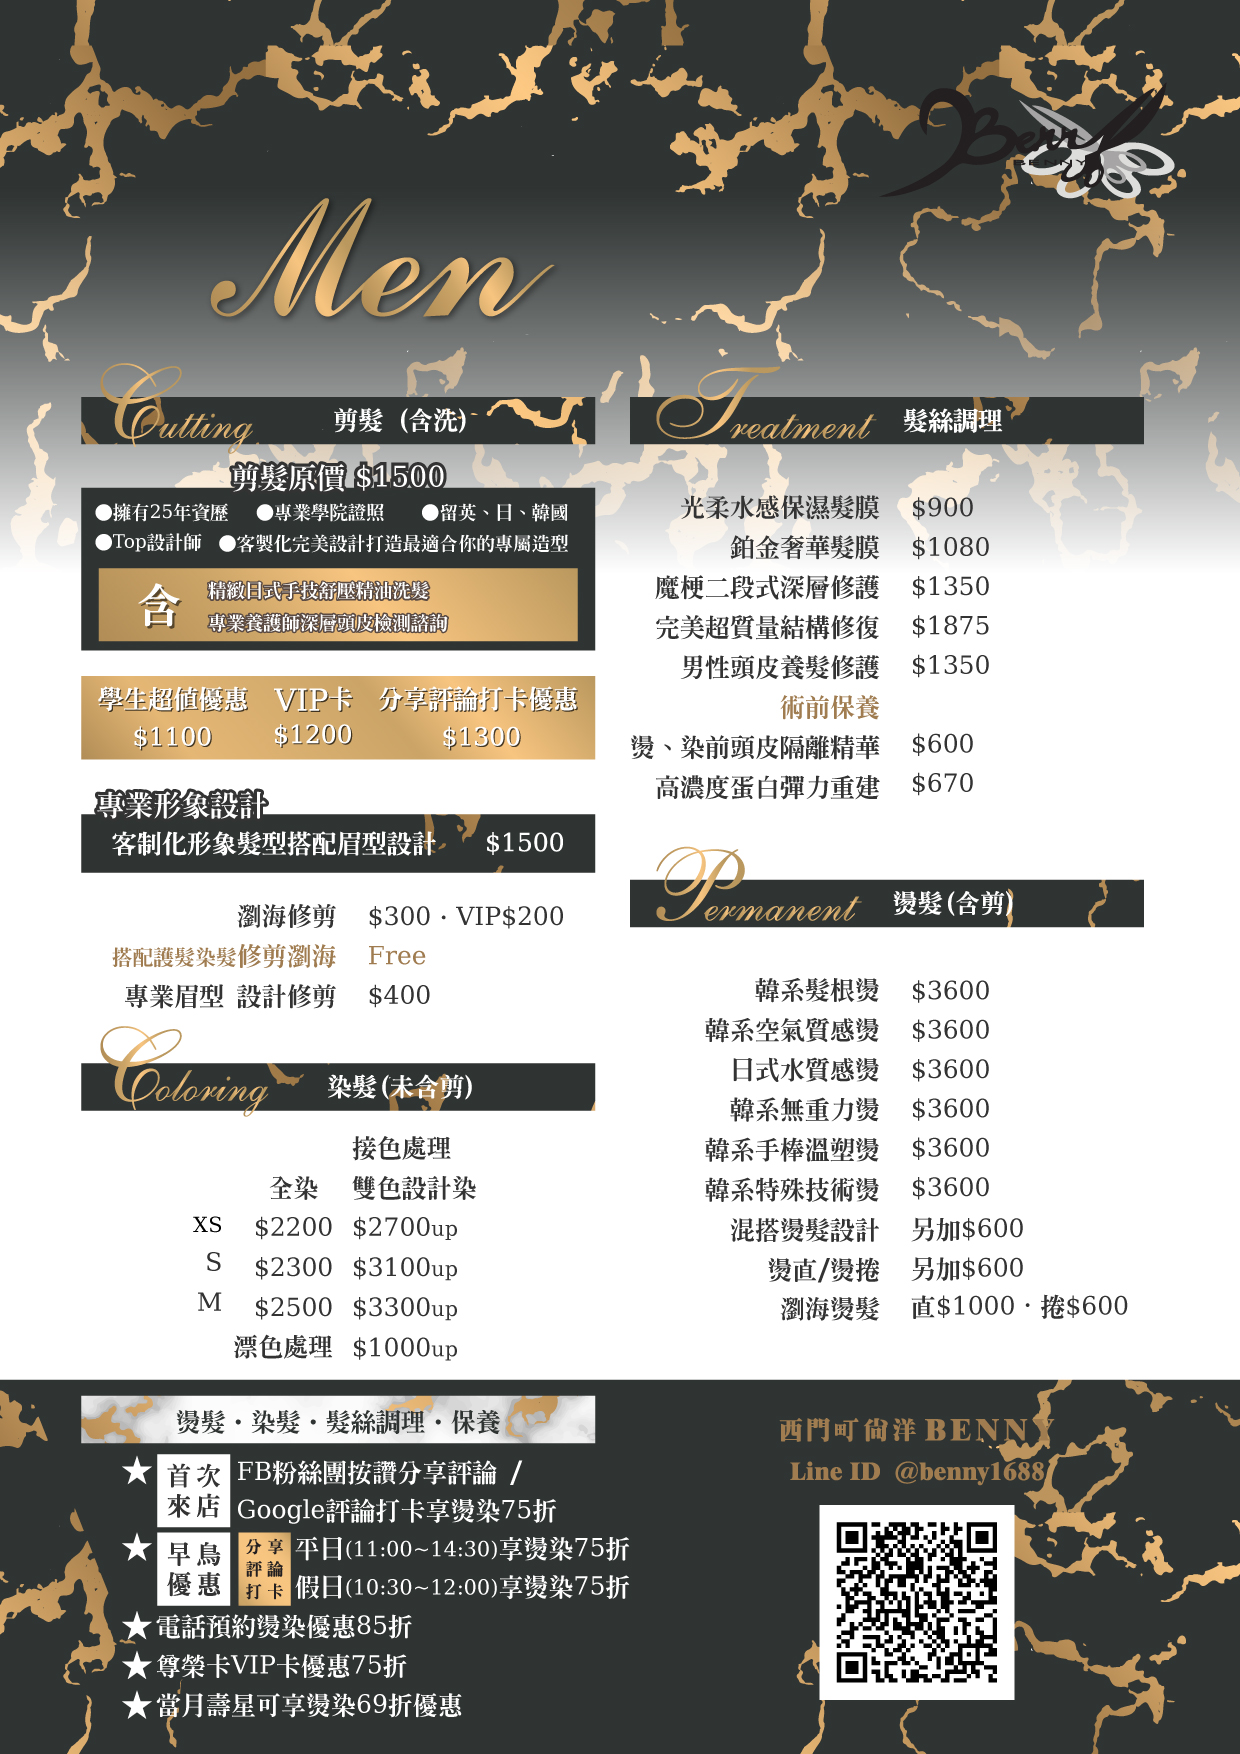 Benny
BENNY
Men
Cutting 剪髮 (含洗)
剪髮原價 $1500
●擁有25年資歷 ●專業學院證照 ●留英、日、韓國
●Top設計師 ●客製化完美設計打造最適合你的專屬造型
含
精緻日式手技舒壓精油洗髮
專業養護師深層頭皮檢測諮詢
學生超值優惠 VIP卡 分享評論打卡優惠
$1100 $1200 $1300
專業形象設計
客制化形象髮型搭配眉型設計 $1500
瀏海修剪 $300 · VIP$200
搭配護髮染髮修剪瀏海 Free
專業眉型 設計修剪 $400
Coloring 染髮(未含剪)
接色處理
全染 雙色設計染
XS $2200 $2700up
S $2300 $3100up
M $2500 $3300up
漂色處理 $1000up
Treatment 髮絲調理
光柔水感保濕髮膜 $900
鉑金奢華髮膜 $1080
魔梗二段式深層修護 $1350
完美超質量結構修復 $1875
男性頭皮養髮修護 $1350
術前保養
燙、染前頭皮隔離精華 $600
高濃度蛋白彈力重建 $670
Permanent 燙髮(含剪)
韓系髮根燙 $3600
韓系空氣質感燙 $3600
日式水質感燙 $3600
韓系無重力燙 $3600
韓系手棒溫塑燙 $3600
韓系特殊技術燙 $3600
混搭燙髮設計 另加$600
燙直/燙捲 另加$600
瀏海燙髮 直$1000 · 捲$600
燙髮·染髮·髮絲調理·保養
★ 首次來店 FB粉絲團按讚分享評論 /
Google評論打卡享燙染75折
★ 早鳥優惠 分享評論打卡 平日(11:00~14:30)享燙染75折
假日(10:30~12:00)享燙染75折
★電話預約燙染優惠85折
★尊榮卡VIP卡優惠75折
★當月壽星可享燙染69折優惠
西門町尚洋BENNY
Line ID @benny1688